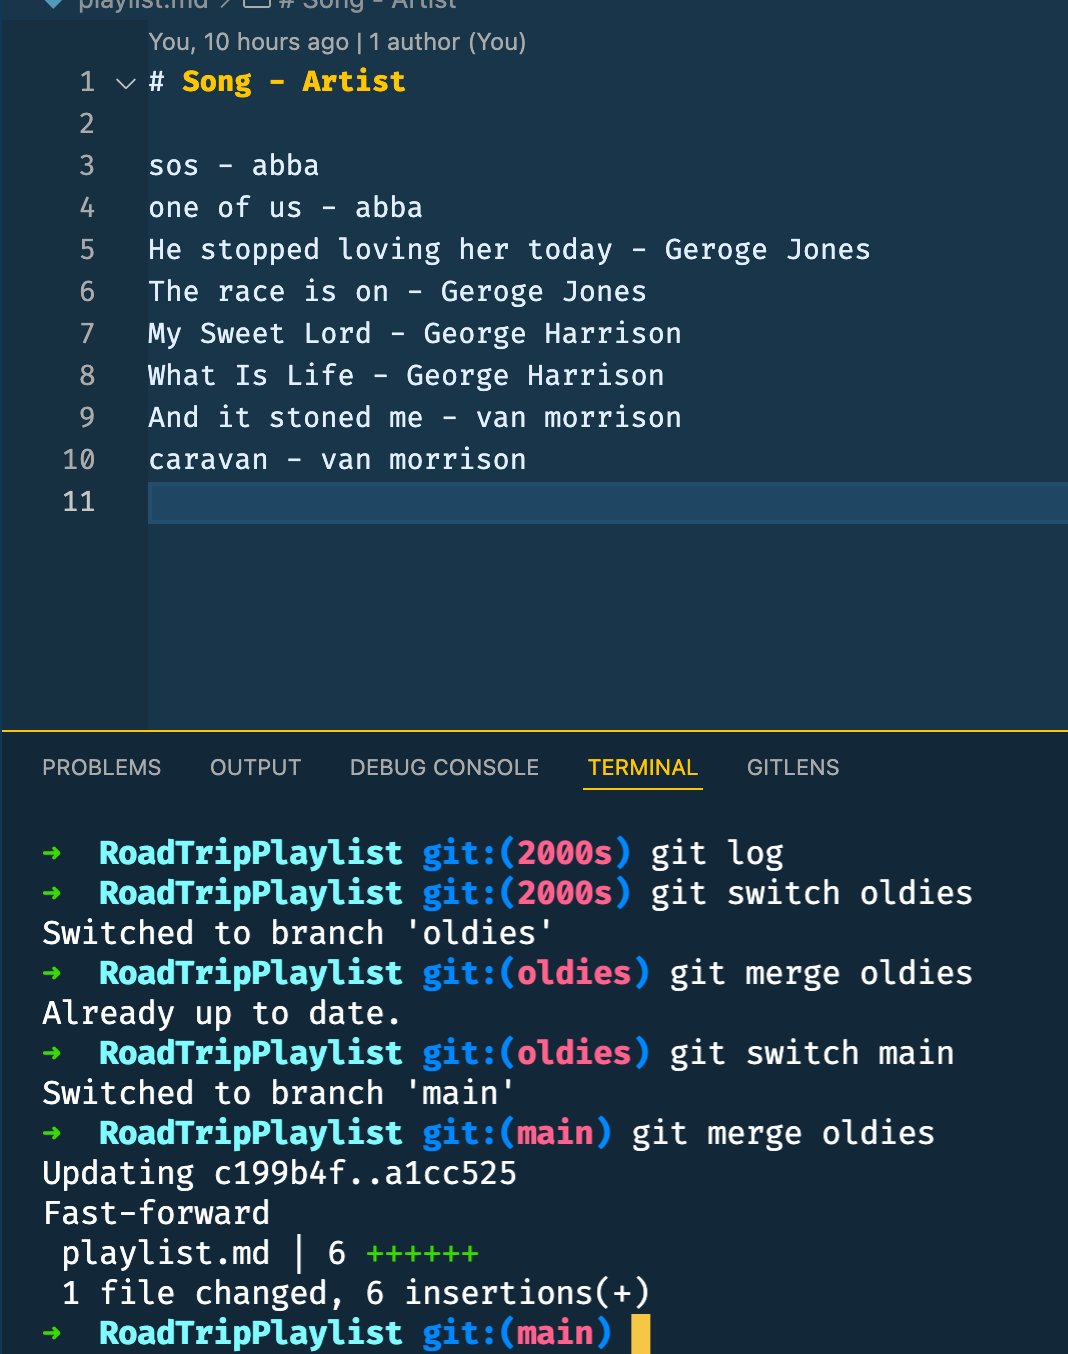 playlist.md > # Song - Artist
You, 10 hours ago | 1 author (You)
1 # Song - Artist
2
3 sos - abba
4 one of us - abba
5 He stopped loving her today - Geroge Jones
6 The race is on - Geroge Jones
7 My Sweet Lord - George Harrison
8 What Is Life - George Harrison
9 And it stoned me - van morrison
10 caravan - van morrison
11
PROBLEMS OUTPUT DEBUG CONSOLE TERMINAL GITLENS
➜ RoadTripPlaylist git:(2000s) git log
➜ RoadTripPlaylist git:(2000s) git switch oldies
Switched to branch 'oldies'
➜ RoadTripPlaylist git:(oldies) git merge oldies
Already up to date.
➜ RoadTripPlaylist git:(oldies) git switch main
Switched to branch 'main'
➜ RoadTripPlaylist git:(main) git merge oldies
Updating c199b4f..a1cc525
Fast-forward
playlist.md | 6 ++++++
1 file changed, 6 insertions(+)
➜ RoadTripPlaylist git:(main)